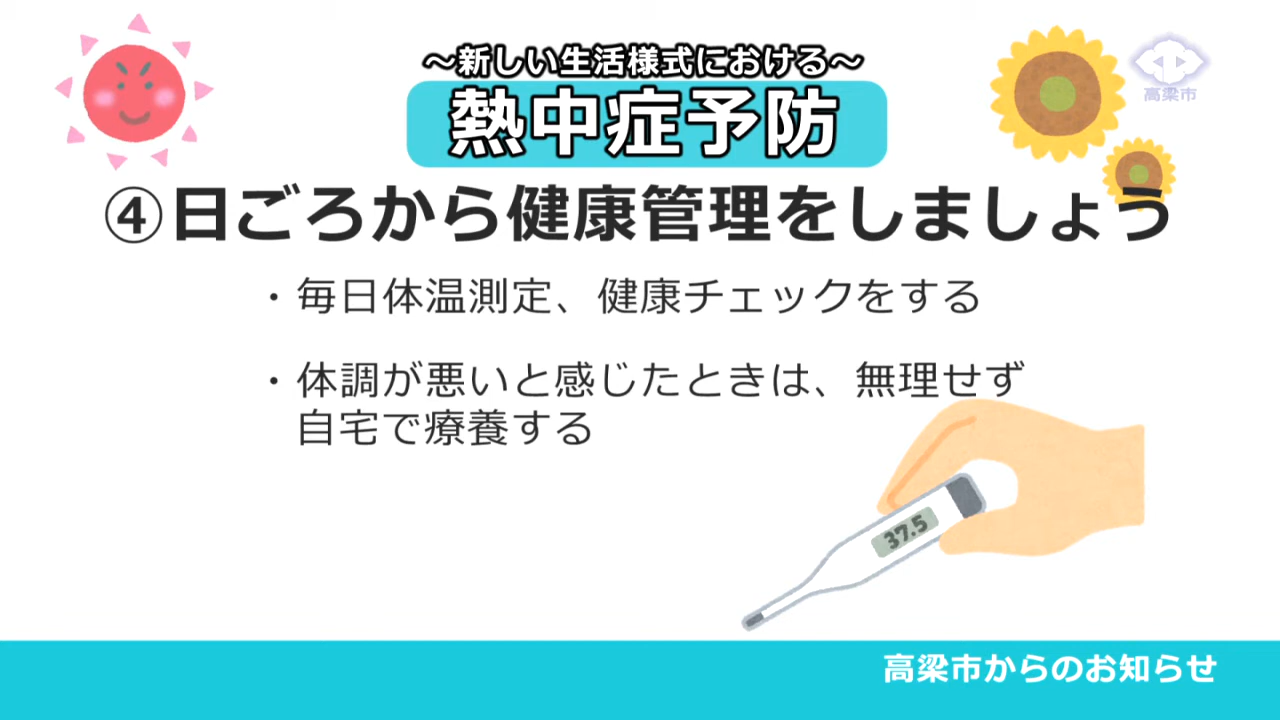 ～新しい生活様式における～
熱中症予防
高梁市
④日ごろから健康管理をしましょう
・毎日体温測定、健康チェックをする
・体調が悪いと感じたときは、無理せず
自宅で療養する
37.5
高梁市からのお知らせ